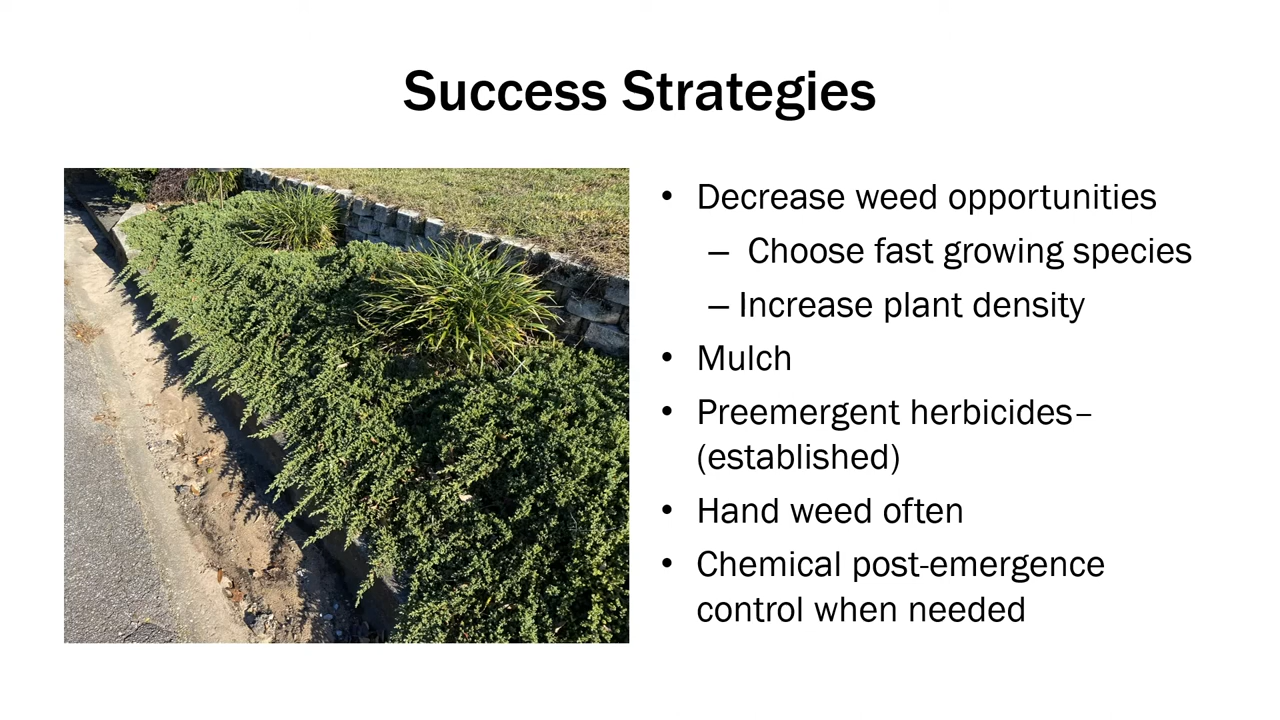 Success Strategies
• Decrease weed opportunities
– Choose fast growing species
– Increase plant density
• Mulch
• Preemergent herbicides–
(established)
• Hand weed often
• Chemical post-emergence
control when needed